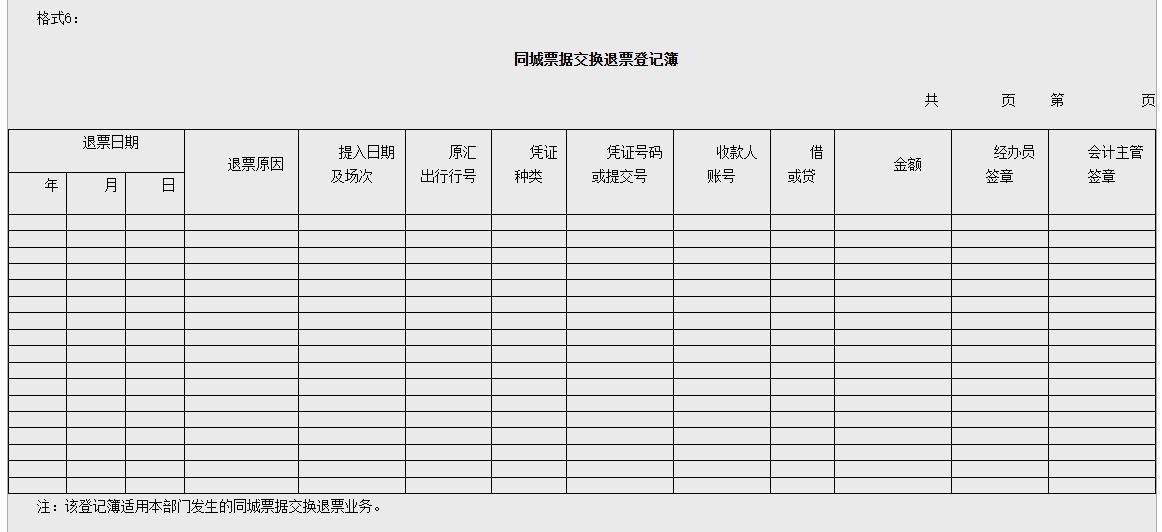 格式6：
同城票据交换退票登记簿
共 页 第 页
退票日期
年 月 日
退票原因
提入日期
及场次
原汇
出行行号
凭证
种类
凭证号码
或提交号
收款人
账号
借
或贷
金额
经办员
签章
会计主管
签章
注：该登记簿适用本部门发生的同城票据交换退票业务。